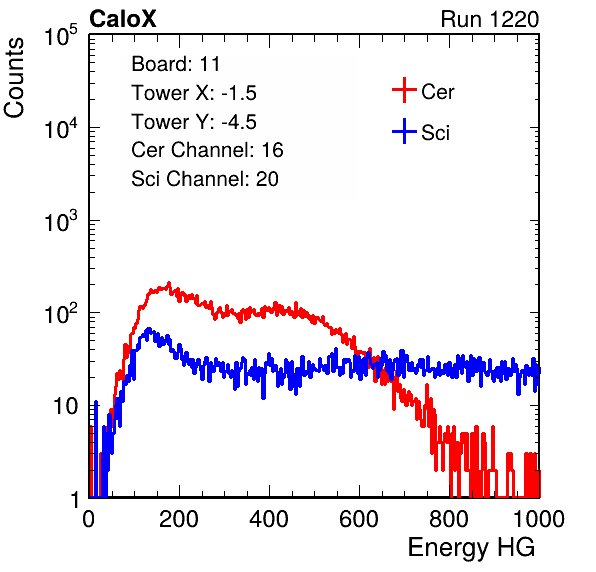 CaloX Run 1220
Counts
10^5
10^4
10^3
10^2
10
1
Board: 11
Tower X: -1.5
Tower Y: -4.5
Cer Channel: 16
Sci Channel: 20
Cer
Sci
0 200 400 600 800 1000
Energy HG